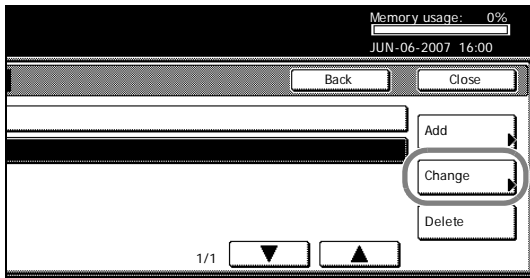 Memory usage: 0%
JUN-06-2007 16:00
Back Close
Add
Change
Delete
1/1